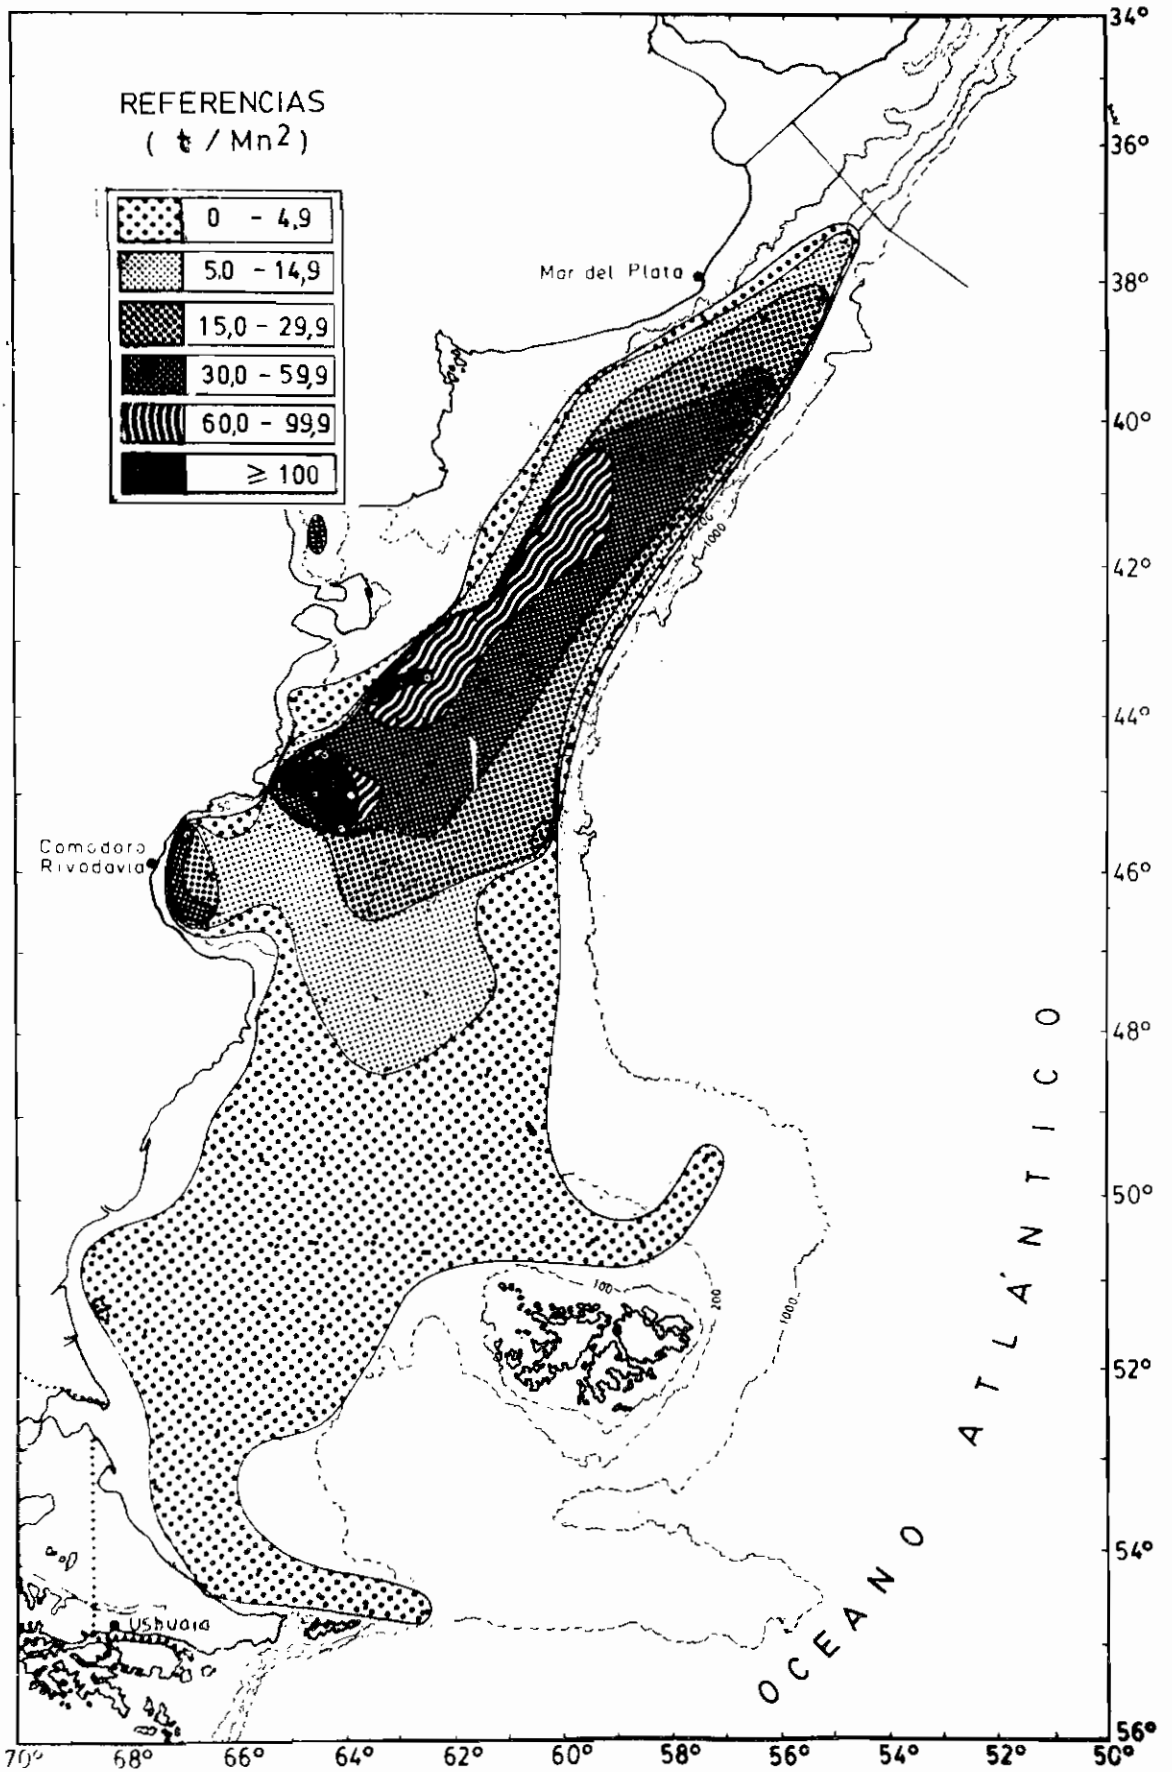 REFERENCIAS
( t / Mn2 )
0 - 4,9
5.0 - 14,9
15,0 - 29,9
30,0 - 59,9
60,0 - 99,9
≥ 100
34°
36°
Mar del Plata
38°
40°
200
1000
42°
44°
Comodoro
Rivadavia
46°
48°
50°
100
200
1000
52°
54°
Ushuaia
OCEANO ATLÁNTICO
56°
70° 68° 66° 64° 62° 60° 58° 56° 54° 52° 50°